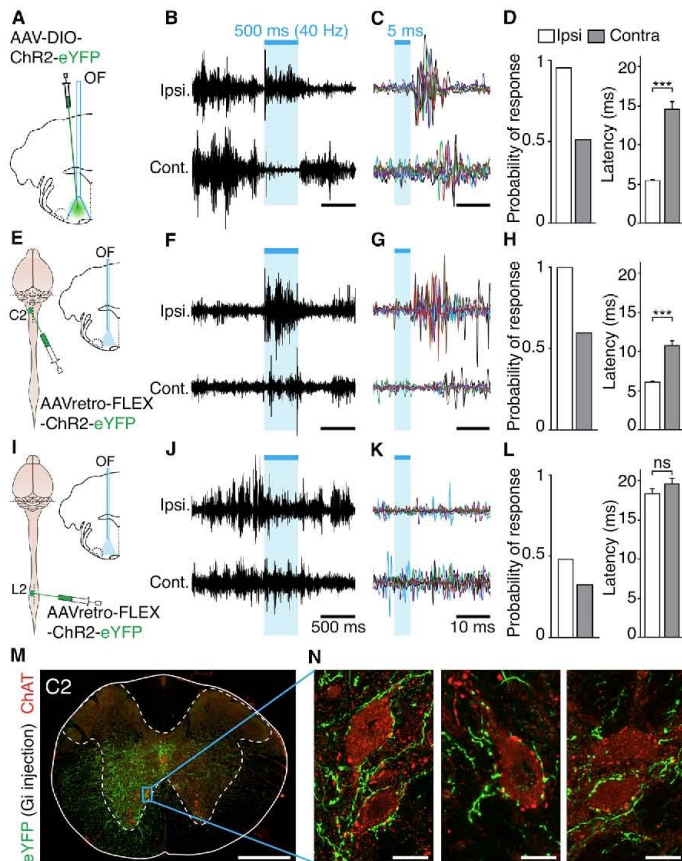 A
AAV-DIO-
ChR2-eYFP
OF
B
500 ms (40 Hz)
Ipsi.
Cont.
C
5 ms
D
Ipsi
Contra
Probability of response
1
0.5
0
Latency (ms)
20
15
10
5
0
***
E
C2
OF
AAVretro-FLEX
-ChR2-eYFP
F
Ipsi.
Cont.
G
H
Probability of response
1
0.5
0
Latency (ms)
20
15
10
5
0
***
I
OF
L2
AAVretro-FLEX
-ChR2-eYFP
J
Ipsi.
Cont.
500 ms
K
10 ms
L
Probability of response
1
0.5
0
Latency (ms)
20
15
10
5
0
ns
M
C2
eYFP (Gi injection) ChAT
N